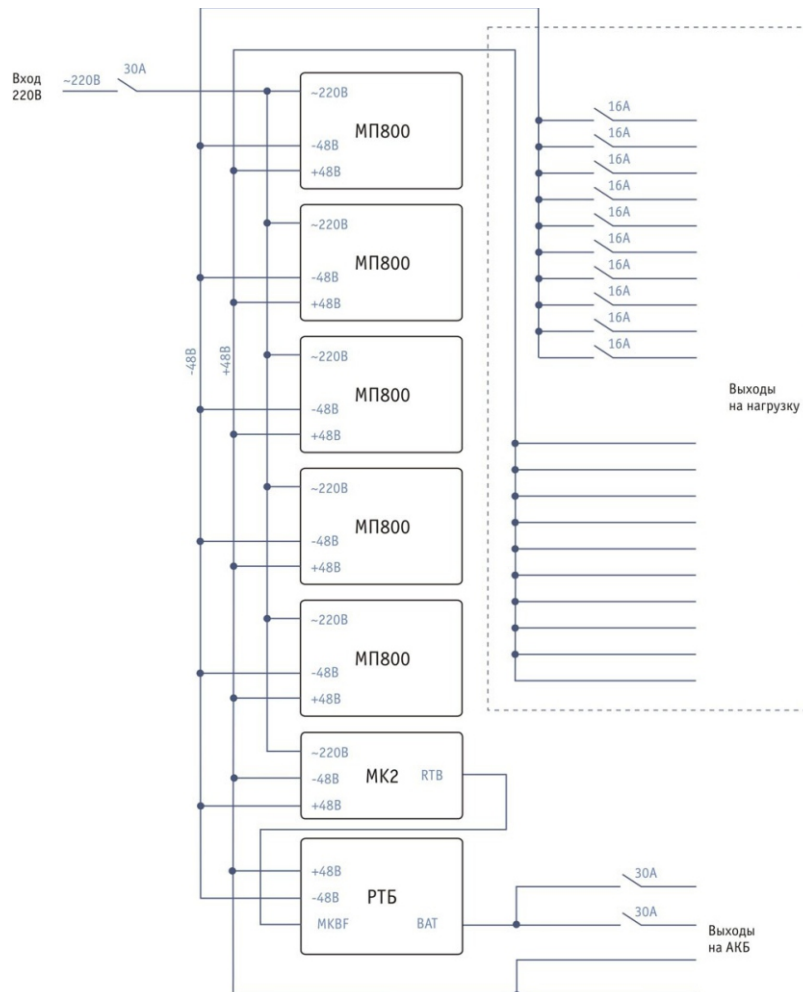 Вход
220В
~220В
30А
~220В
МП800
-48В
+48В
~220В
МП800
-48В
+48В
-48В
+48В
~220В
МП800
-48В
+48В
~220В
МП800
-48В
+48В
~220В
МП800
-48В
+48В
~220В
-48В
МК2
RTB
+48В
+48В
-48В
РТБ
MKBF
BAT
16А
16А
16А
16А
16А
16А
16А
16А
16А
16А
Выходы
на нагрузку
30А
30А
Выходы
на АКБ